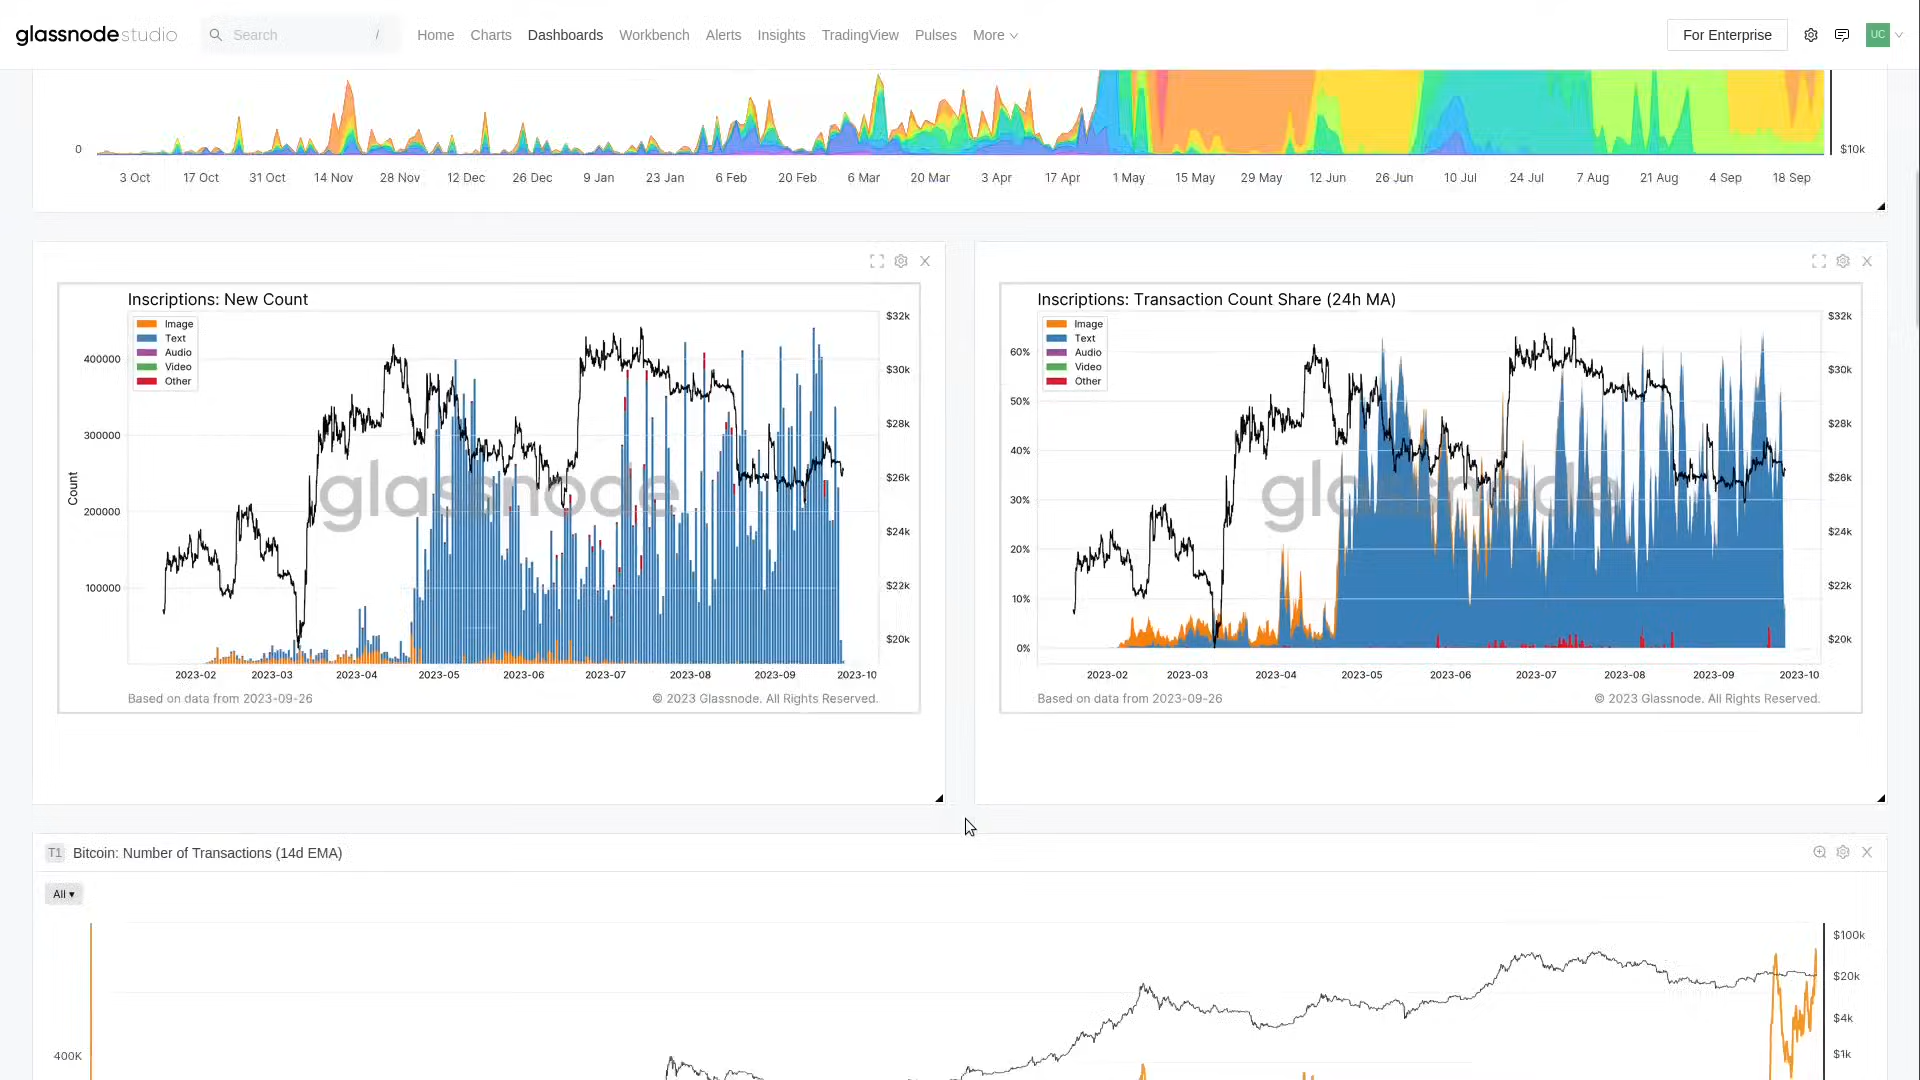 glassnodestudio
Search /
Home Charts Dashboards Workbench Alerts Insights TradingView Pulses More
For Enterprise
UC
0
$10k
3 Oct 17 Oct 31 Oct 14 Nov 28 Nov 12 Dec 26 Dec 9 Jan 23 Jan 6 Feb 20 Feb 6 Mar 20 Mar 3 Apr 17 Apr 1 May 15 May 29 May 12 Jun 26 Jun 10 Jul 24 Jul 7 Aug 21 Aug 4 Sep 18 Sep
Inscriptions: New Count
Image
Text
Audio
Video
Other
Count
400000
300000
200000
100000
$32k
$30k
$28k
$26k
$24k
$22k
$20k
glassnode
2023-02 2023-03 2023-04 2023-05 2023-06 2023-07 2023-08 2023-09 2023-10
Based on data from 2023-09-26
© 2023 Glassnode. All Rights Reserved.
Inscriptions: Transaction Count Share (24h MA)
Image
Text
Audio
Video
Other
60%
50%
40%
30%
20%
10%
0%
$32k
$30k
$28k
$26k
$24k
$22k
$20k
glassnode
2023-02 2023-03 2023-04 2023-05 2023-06 2023-07 2023-08 2023-09 2023-10
Based on data from 2023-09-26
© 2023 Glassnode. All Rights Reserved.
T1 Bitcoin: Number of Transactions (14d EMA)
All ▾
400K
$100k
$20k
$4k
$1k